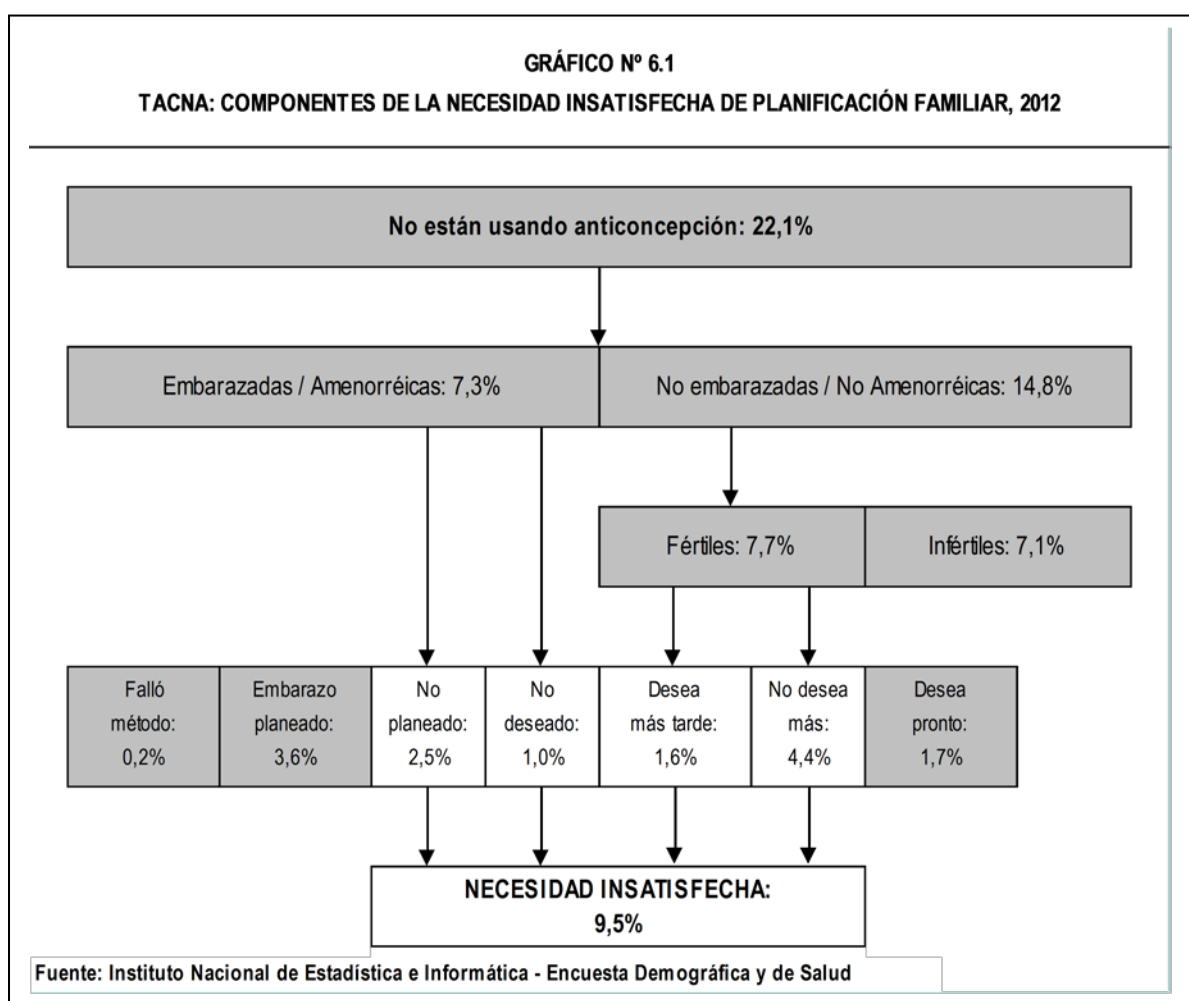 GRÁFICO Nº 6.1
TACNA: COMPONENTES DE LA NECESIDAD INSATISFECHA DE PLANIFICACIÓN FAMILIAR, 2012
No están usando anticoncepción: 22,1%
Embarazadas / Amenorréicas: 7,3%
No embarazadas / No Amenorréicas: 14,8%
Fértiles: 7,7%
Infértiles: 7,1%
Falló
método:
0,2%
Embarazo
planeado:
3,6%
No
planeado:
2,5%
No
deseado:
1,0%
Desea
más tarde:
1,6%
No desea
más:
4,4%
Desea
pronto:
1,7%
NECESIDAD INSATISFECHA:
9,5%
Fuente: Instituto Nacional de Estadística e Informática - Encuesta Demográfica y de Salud